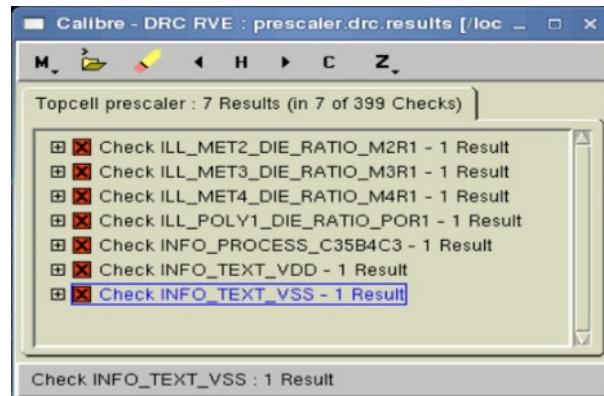 Calibre - DRC RVE : prescaler.drc.results [/loc
M H C Z
Topcell prescaler : 7 Results (in 7 of 399 Checks)
Check ILL_MET2_DIE_RATIO_M2R1 - 1 Result
Check ILL_MET3_DIE_RATIO_M3R1 - 1 Result
Check ILL_MET4_DIE_RATIO_M4R1 - 1 Result
Check ILL_POLY1_DIE_RATIO_POR1 - 1 Result
Check INFO_PROCESS_C35B4C3 - 1 Result
Check INFO_TEXT_VDD - 1 Result
Check INFO_TEXT_VSS - 1 Result
Check INFO_TEXT_VSS : 1 Result